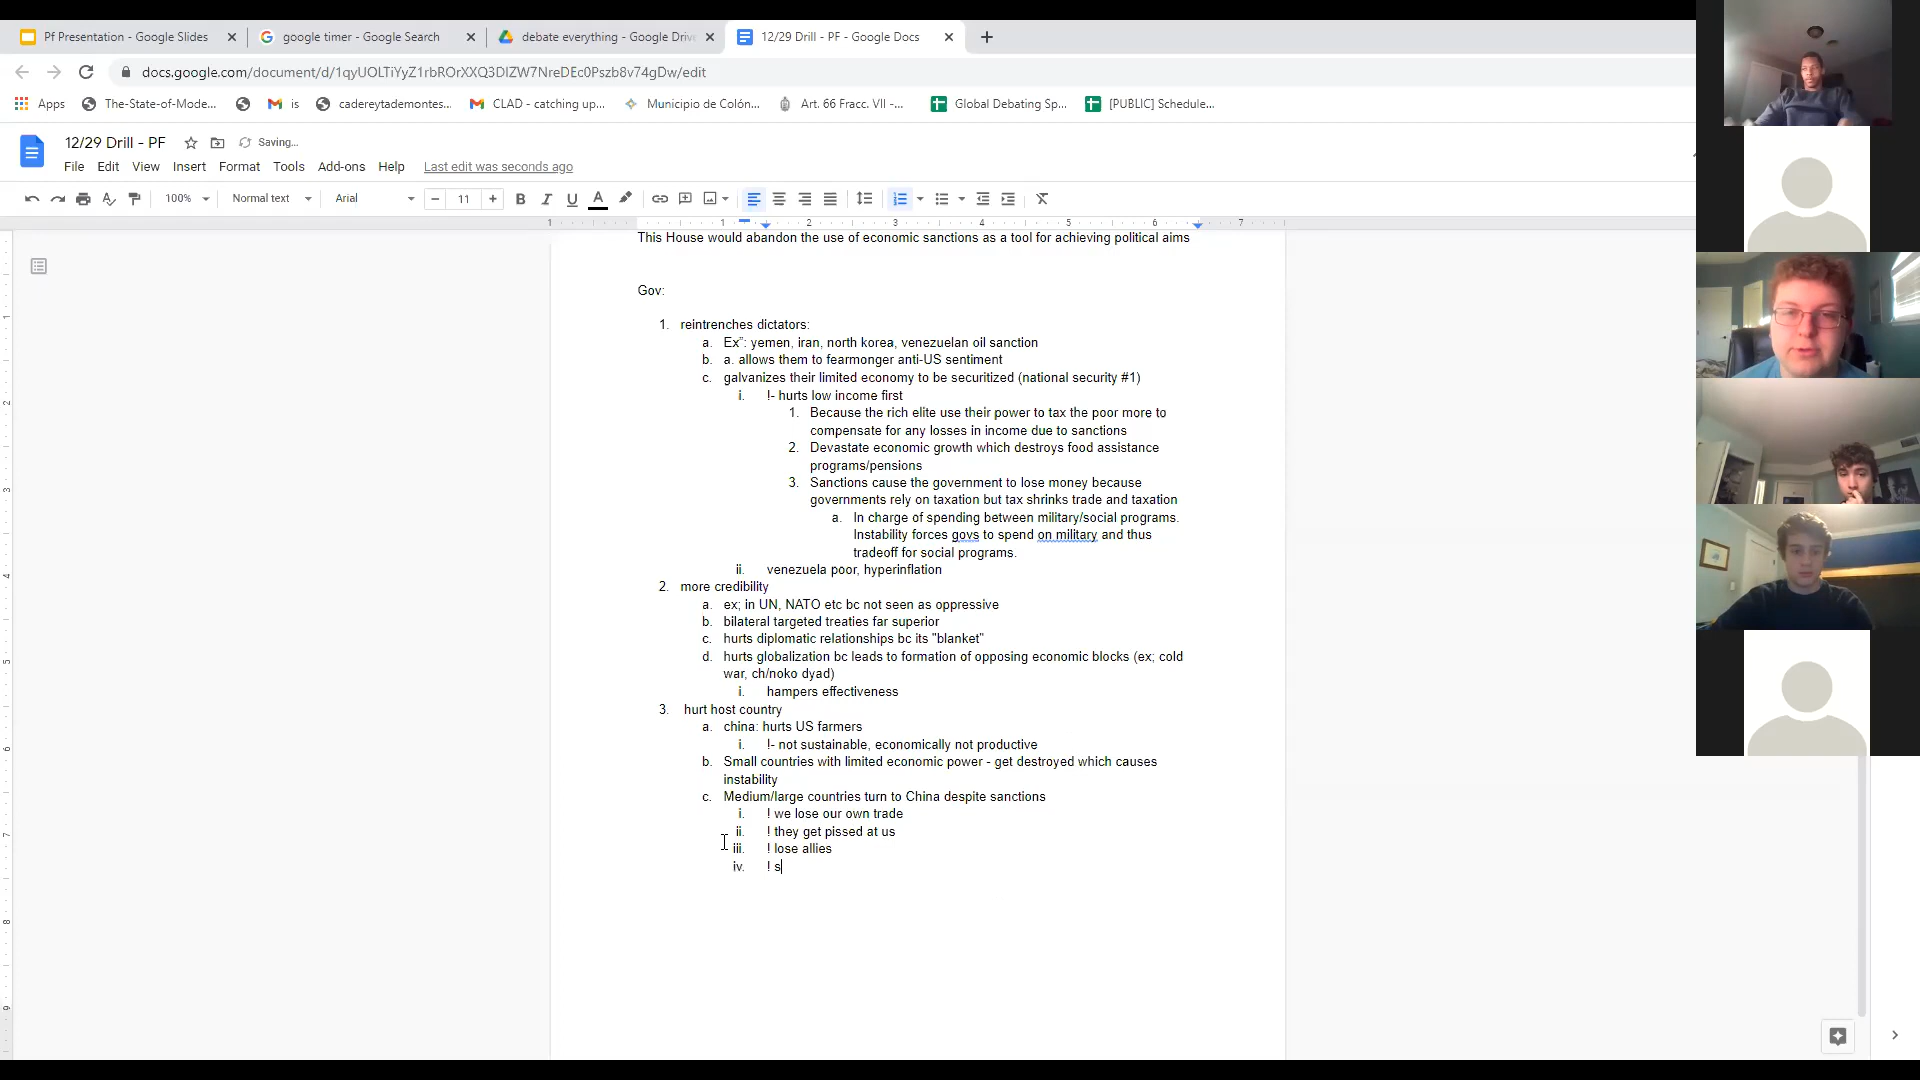 Pf Presentation - Google Slides
google timer - Google Search
debate everything - Google Drive
12/29 Drill - PF - Google Docs
docs.google.com/document/d/1qyUOLTiYyZ1rbROrXXQ3DIZW7NreDEc0Pszb8v74gDw/edit
Apps
The-State-of-Mode...
is
cadereytademontes...
CLAD - catching up...
Municipio de Colón...
Art. 66 Fracc. VII -...
Global Debating Sp...
[PUBLIC] Schedule...
12/29 Drill - PF
Saving...
File Edit View Insert Format Tools Add-ons Help Last edit was seconds ago
100% Normal text Arial 11
1 1 2 3 4 5 6 7
This House would abandon the use of economic sanctions as a tool for achieving political aims
Gov:
1. reintrenches dictators:
a. Ex": yemen, iran, north korea, venezuelan oil sanction
b. a. allows them to fearmonger anti-US sentiment
c. galvanizes their limited economy to be securitized (national security #1)
i. !- hurts low income first
1. Because the rich elite use their power to tax the poor more to
compensate for any losses in income due to sanctions
2. Devastate economic growth which destroys food assistance
programs/pensions
3. Sanctions cause the government to lose money because
governments rely on taxation but tax shrinks trade and taxation
a. In charge of spending between military/social programs.
Instability forces govs to spend on military and thus
tradeoff for social programs.
ii. venezuela poor, hyperinflation
2. more credibility
a. ex; in UN, NATO etc bc not seen as oppressive
b. bilateral targeted treaties far superior
c. hurts diplomatic relationships bc its "blanket"
d. hurts globalization bc leads to formation of opposing economic blocks (ex; cold
war, ch/noko dyad)
i. hampers effectiveness
3. hurt host country
a. china: hurts US farmers
i. !- not sustainable, economically not productive
b. Small countries with limited economic power - get destroyed which causes
instability
c. Medium/large countries turn to China despite sanctions
i. ! we lose our own trade
ii. ! they get pissed at us
iii. ! lose allies
iv. ! s